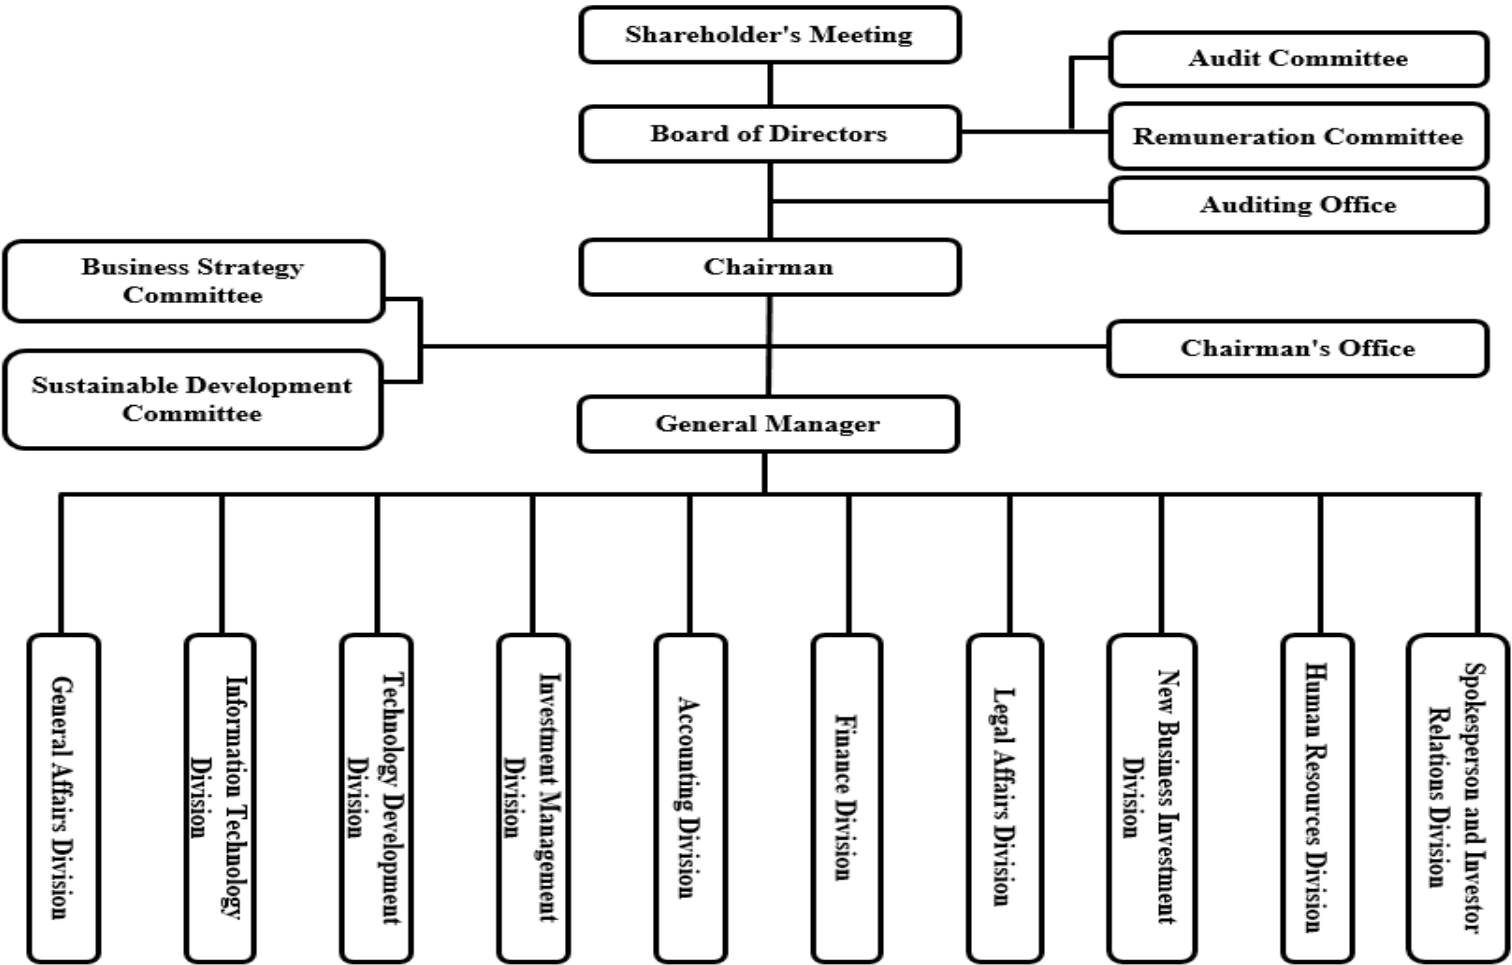 Shareholder's Meeting
Audit Committee
Board of Directors
Remuneration Committee
Auditing Office
Business Strategy
Committee
Chairman
Chairman's Office
Sustainable Development
Committee
General Manager
General Affairs Division
Information Technology
Division
Technology Development
Division
Investment Management
Division
Accounting Division
Finance Division
Legal Affairs Division
New Business Investment
Division
Human Resources Division
Spokesperson and Investor
Relations Division